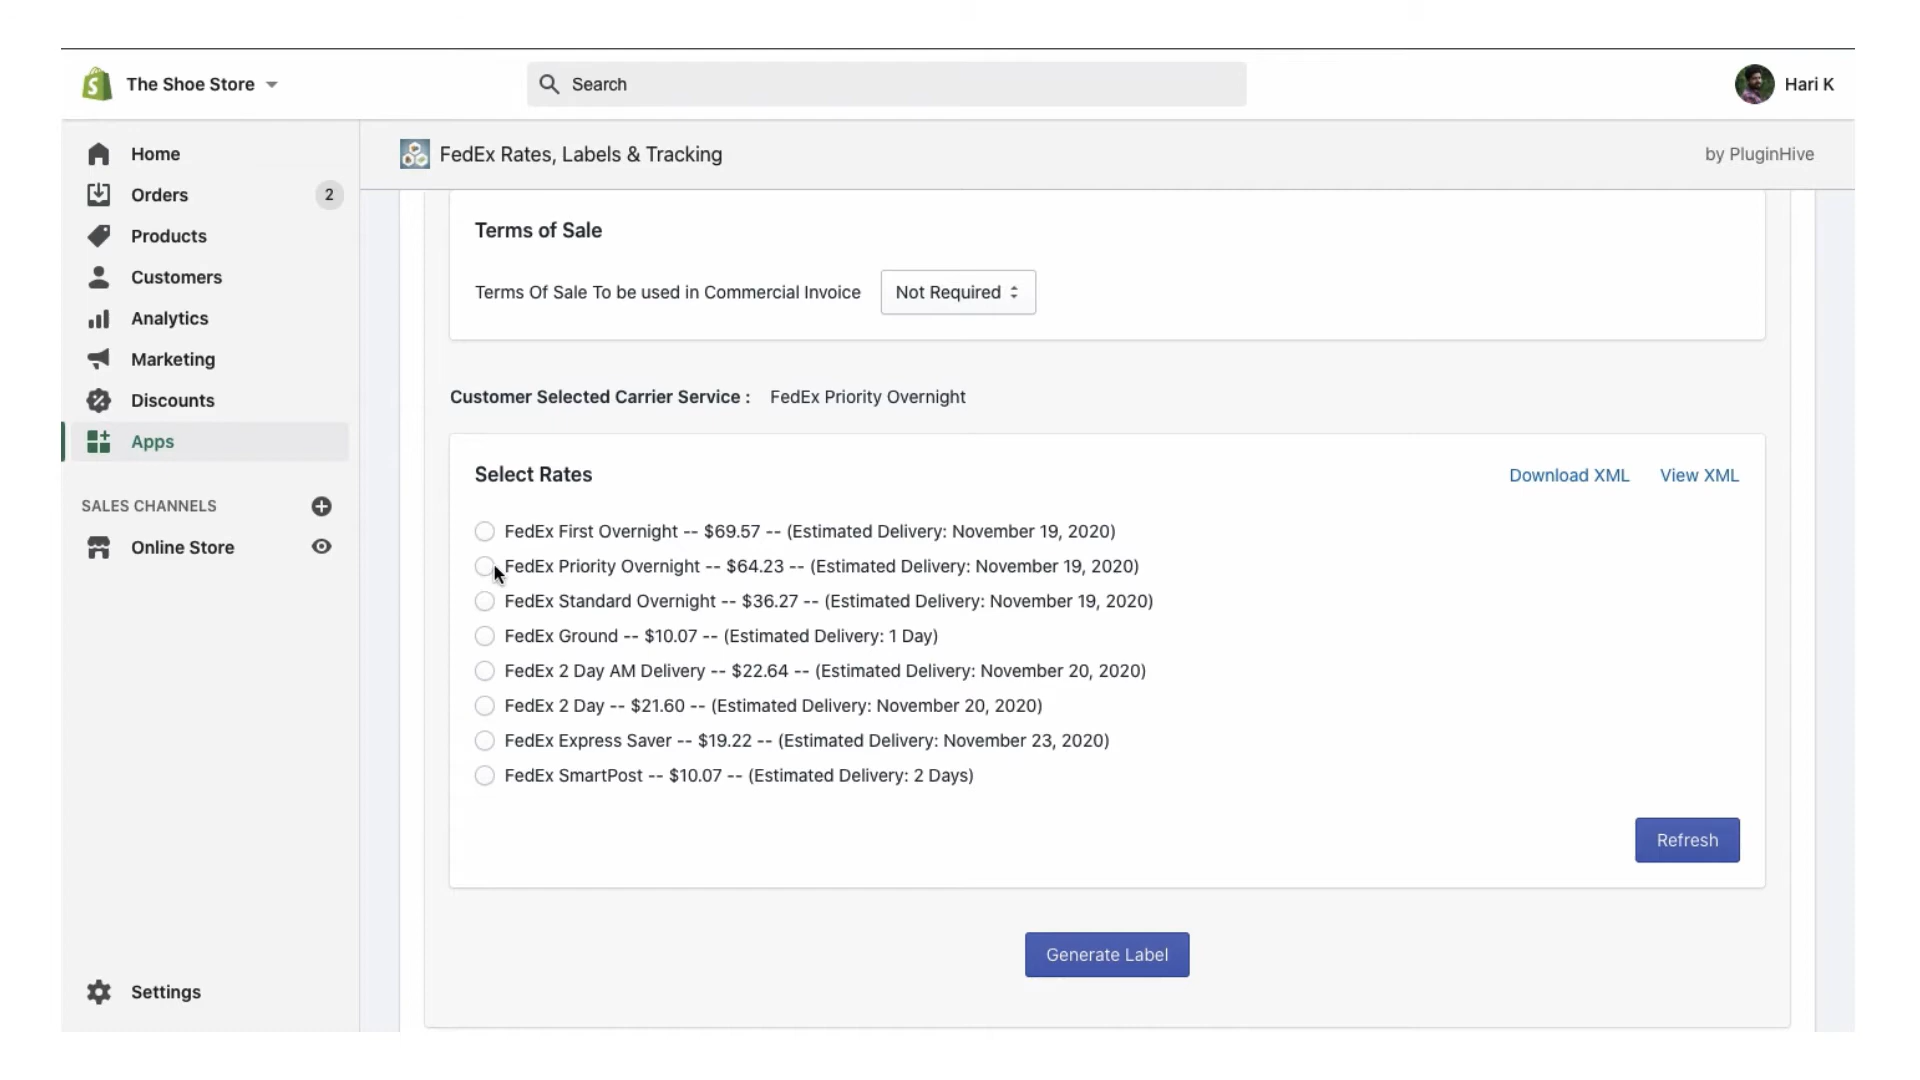 The Shoe Store
Search
Hari K
Home
Orders 2
Products
Customers
Analytics
Marketing
Discounts
Apps
SALES CHANNELS
Online Store
Settings
FedEx Rates, Labels & Tracking
by PluginHive
Terms of Sale
Terms Of Sale To be used in Commercial Invoice Not Required
Customer Selected Carrier Service : FedEx Priority Overnight
Select Rates
Download XML View XML
FedEx First Overnight -- $69.57 -- (Estimated Delivery: November 19, 2020)
FedEx Priority Overnight -- $64.23 -- (Estimated Delivery: November 19, 2020)
FedEx Standard Overnight -- $36.27 -- (Estimated Delivery: November 19, 2020)
FedEx Ground -- $10.07 -- (Estimated Delivery: 1 Day)
FedEx 2 Day AM Delivery -- $22.64 -- (Estimated Delivery: November 20, 2020)
FedEx 2 Day -- $21.60 -- (Estimated Delivery: November 20, 2020)
FedEx Express Saver -- $19.22 -- (Estimated Delivery: November 23, 2020)
FedEx SmartPost -- $10.07 -- (Estimated Delivery: 2 Days)
Refresh
Generate Label